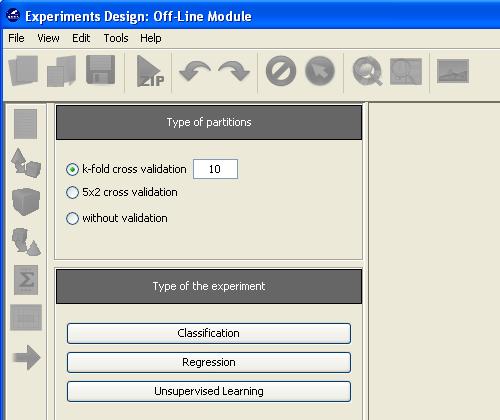 Experiments Design: Off-Line Module
File View Edit Tools Help
ZIP
Type of partitions
k-fold cross validation 10
5x2 cross validation
without validation
Type of the experiment
Classification
Regression
Unsupervised Learning